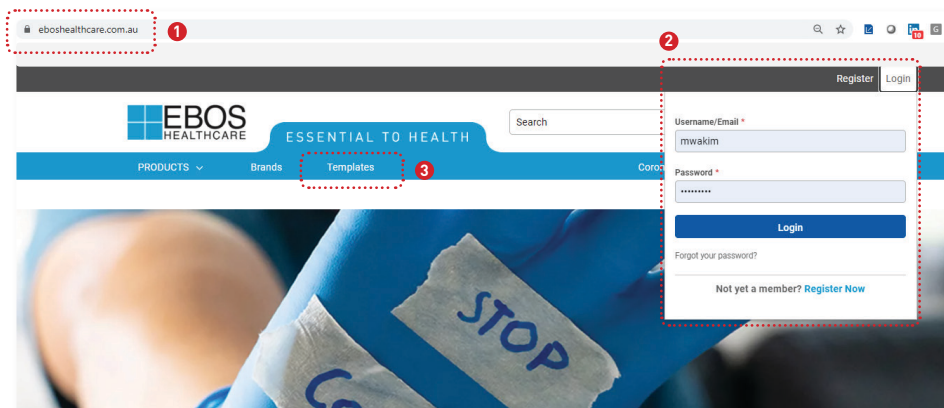 eboshealthcare.com.au
1
10
G
2
Register Login
EBOS
HEALTHCARE
ESSENTIAL TO HEALTH
Search
Username/Email *
mwakim
PRODUCTS Brands Templates
3
Password *
•••••••••
Login
Forgot your password?
Not yet a member? Register Now
STOP